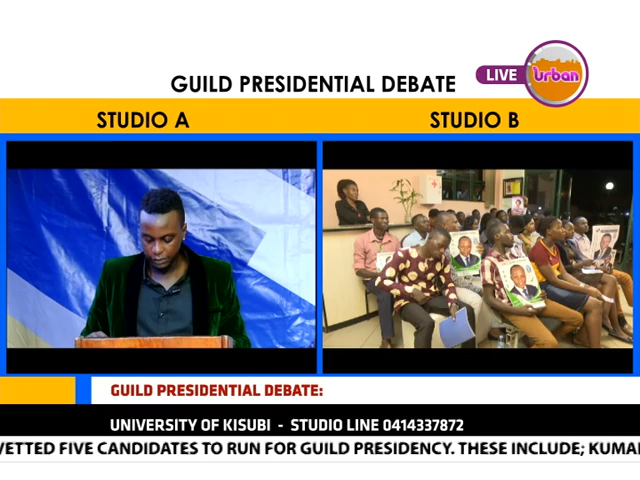 LIVE
urban
GUILD PRESIDENTIAL DEBATE
STUDIO A
STUDIO B
GUILD PRESIDENTIAL DEBATE:
UNIVERSITY OF KISUBI - STUDIO LINE 0414337872
VETTED FIVE CANDIDATES TO RUN FOR GUILD PRESIDENCY. THESE INCLUDE; KUMA